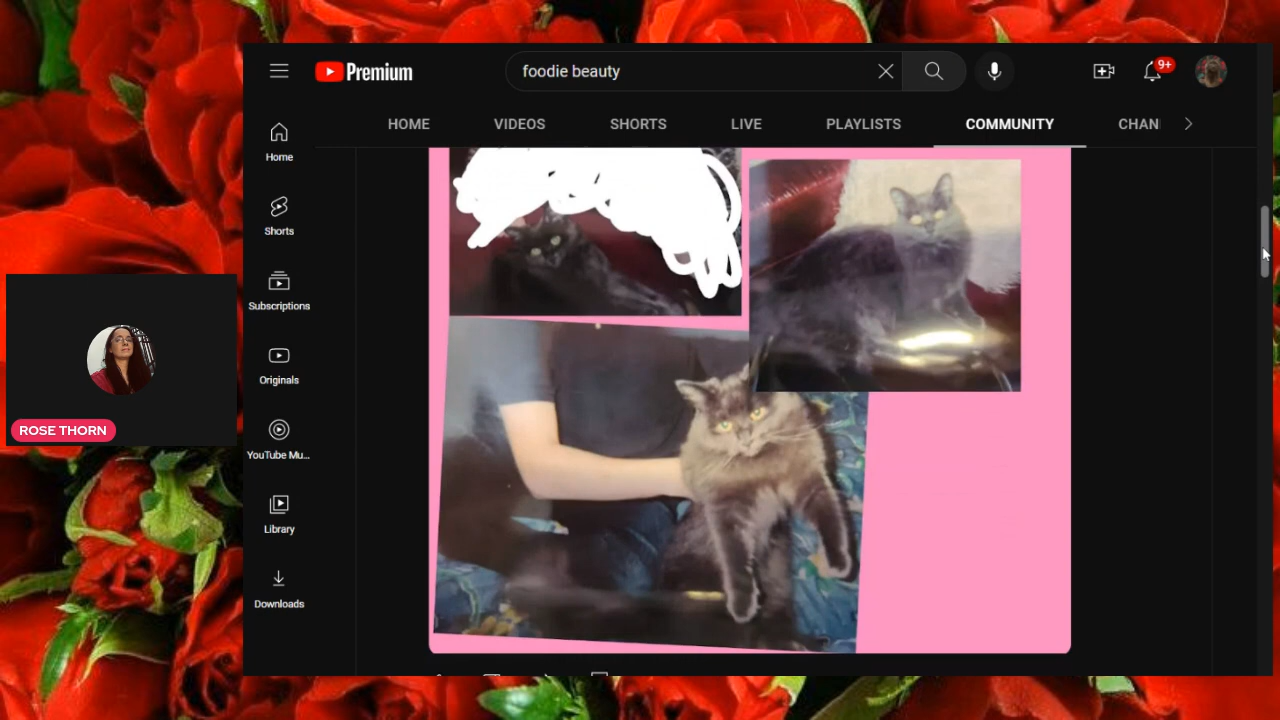 Premium
foodie beauty
9+
HOME VIDEOS SHORTS LIVE PLAYLISTS COMMUNITY CHAN
Home
Shorts
Subscriptions
Originals
YouTube Mu...
Library
Downloads
ROSE THORN